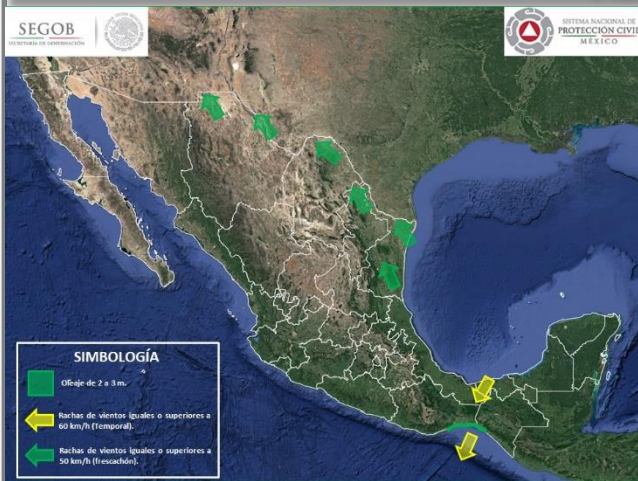 SEGOB
SECRETARÍA DE GOBERNACIÓN
SISTEMA NACIONAL DE
PROTECCIÓN CIVIL
MÉXICO
SIMBOLOGÍA
Oleaje de 2 a 3 m.
Rachas de vientos iguales o superiores a
60 km/h (Temporal).
Rachas de vientos iguales o superiores a
50 km/h (frescachón).